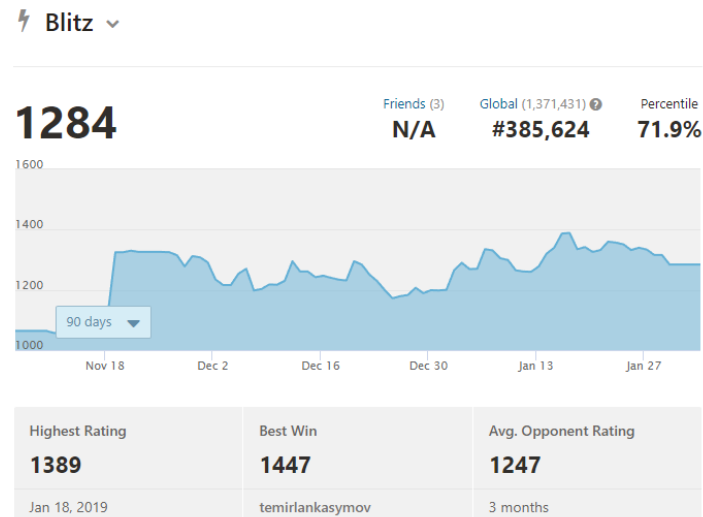 Blitz
Friends (3) Global (1,371,431) ? Percentile
1284 N/A #385,624 71.9%
1600
1400
1200
90 days
1000
Nov 18 Dec 2 Dec 16 Dec 30 Jan 13 Jan 27
Highest Rating Best Win Avg. Opponent Rating
1389 1447 1247
Jan 18, 2019 temirlankasymov 3 months